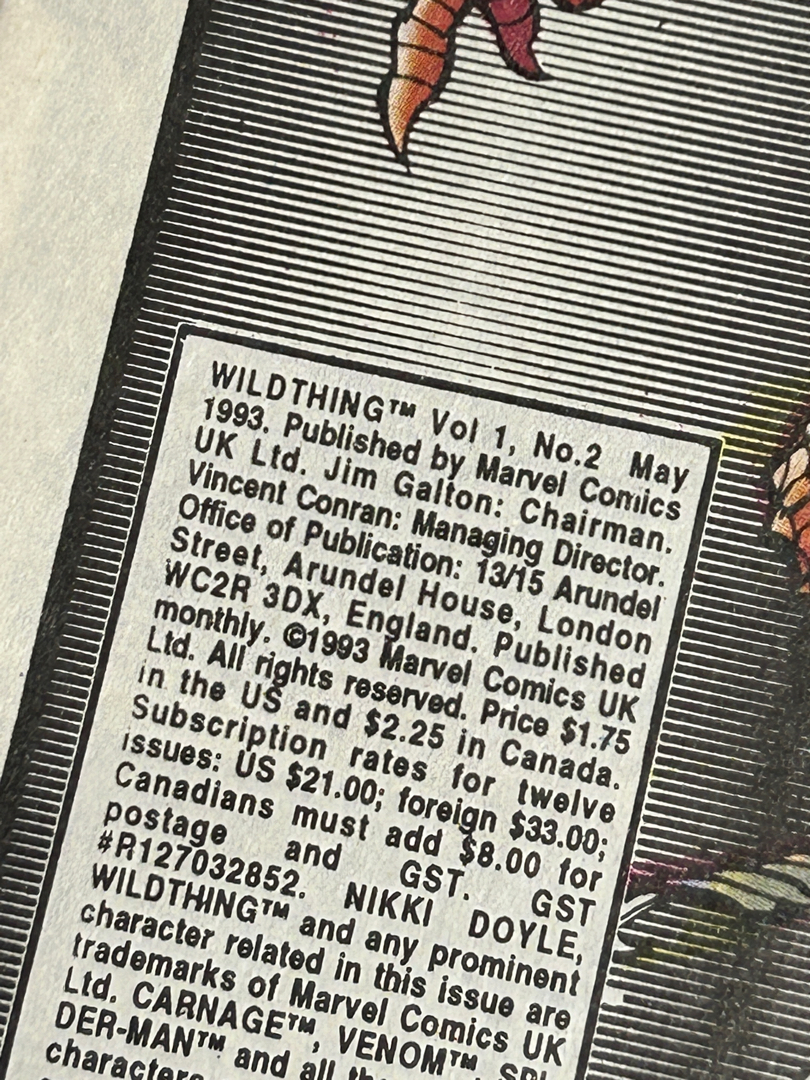 WILDTHING™ Vol 1, No.2 May
1993. Published by Marvel Comics
UK Ltd. Jim Galton: Chairman.
Vincent Conran: Managing Director.
Office of Publication: 13/15 Arundel
Street, Arundel House, London
WC2R 3DX, England. Published
monthly. ©1993 Marvel Comics UK
Ltd. All rights reserved. Price $1.75
in the US and $2.25 in Canada.
Subscription rates for twelve
issues: US $21.00; foreign $33.00;
Canadians must add $8.00 for
postage and GST. GST
#R127032852. NIKKI DOYLE,
WILDTHING™ and any prominent
character related in this issue are
trademarks of Marvel Comics UK
Ltd. CARNAGE™, VENOM™ SPI-
DER-MAN™ and all
characters